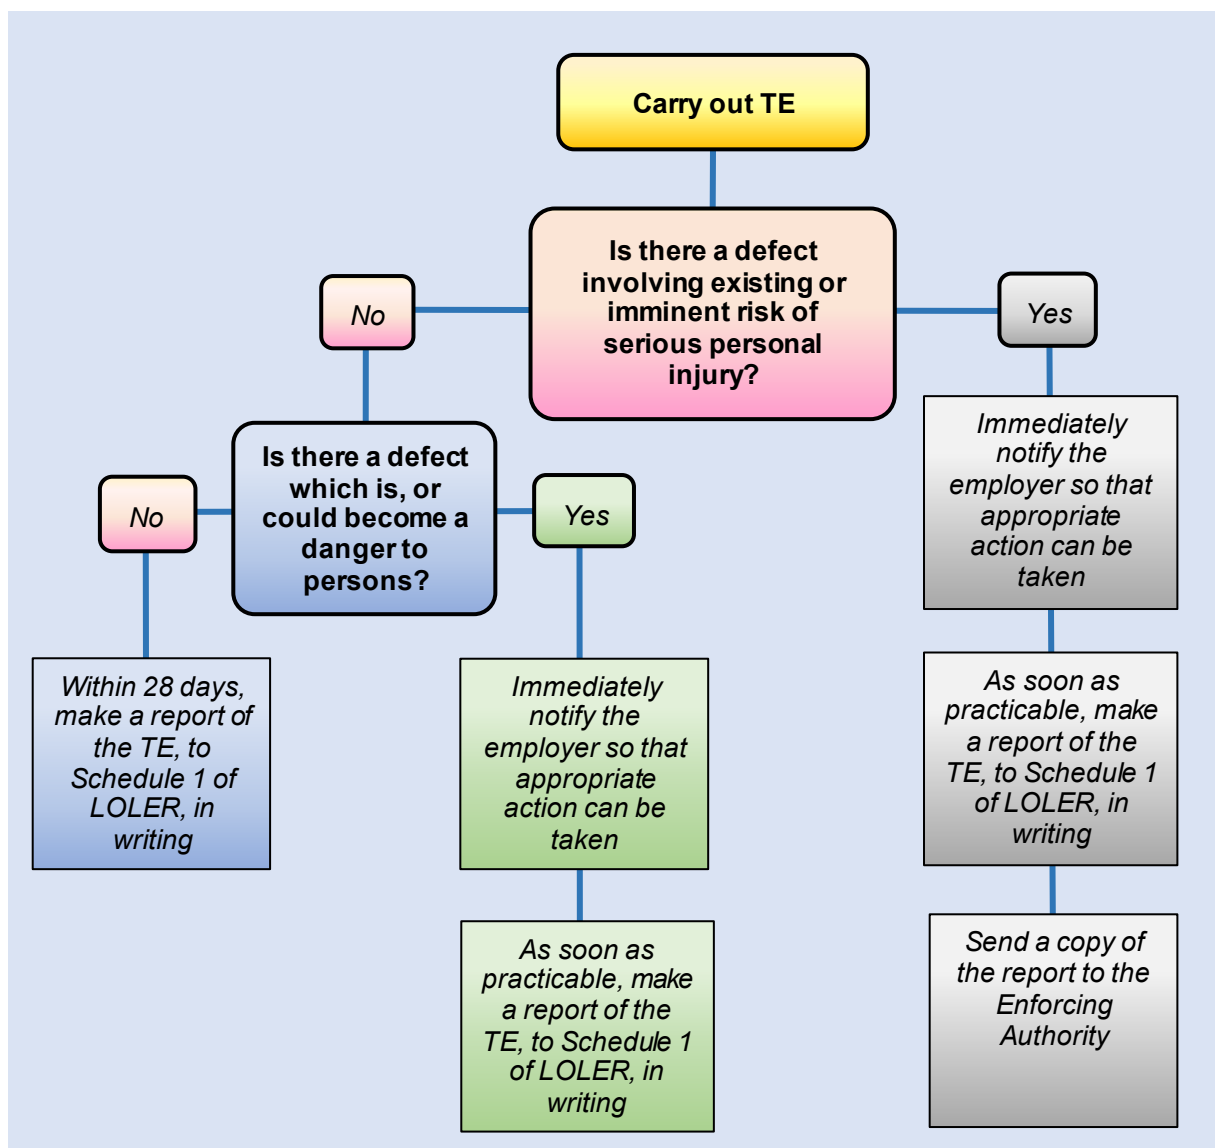 Carry out TE
Is there a defect
involving existing or
imminent risk of
serious personal
injury?
No
Yes
Is there a defect
which is, or
could become a
danger to
persons?
No
Yes
Immediately
notify the
employer so that
appropriate
action can be
taken
Within 28 days,
make a report of
the TE, to
Schedule 1 of
LOLER, in
writing
Immediately
notify the
employer so that
appropriate
action can be
taken
As soon as
practicable, make
a report of the
TE, to Schedule 1
of LOLER, in
writing
As soon as
practicable, make
a report of the
TE, to Schedule 1
of LOLER, in
writing
Send a copy of
the report to the
Enforcing
Authority